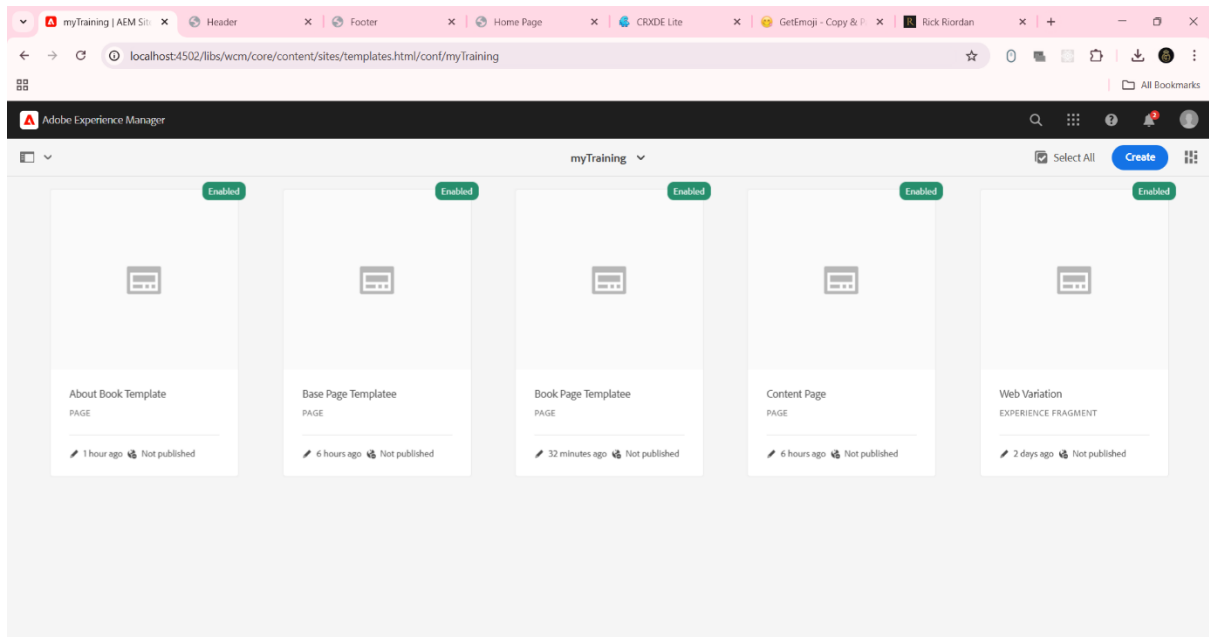 myTraining | AEM Sit
Header
Footer
Home Page
CRXDE Lite
GetEmoji - Copy & P
Rick Riordan
localhost:4502/libs/wcm/core/content/sites/templates.html/conf/myTraining
All Bookmarks
Adobe Experience Manager
myTraining
Select All
Create
Enabled
Enabled
Enabled
Enabled
Enabled
About Book Template
PAGE
1 hour ago Not published
Base Page Templatee
PAGE
6 hours ago Not published
Book Page Templatee
PAGE
32 minutes ago Not published
Content Page
PAGE
6 hours ago Not published
Web Variation
EXPERIENCE FRAGMENT
2 days ago Not published